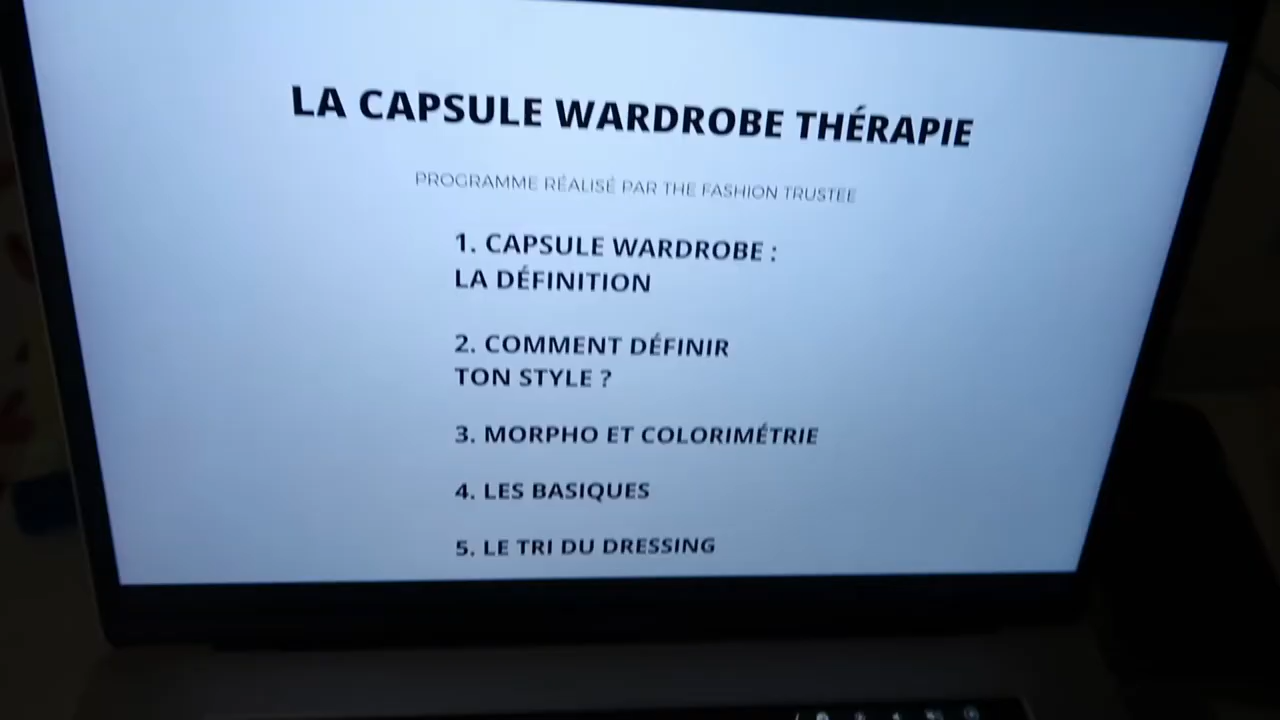 LA CAPSULE WARDROBE THÉRAPIE
PROGRAMME RÉALISÉ PAR THE FASHION TRUSTEE
1. CAPSULE WARDROBE :
LA DÉFINITION
2. COMMENT DÉFINIR
TON STYLE ?
3. MORPHO ET COLORIMÉTRIE
4. LES BASIQUES
5. LE TRI DU DRESSING